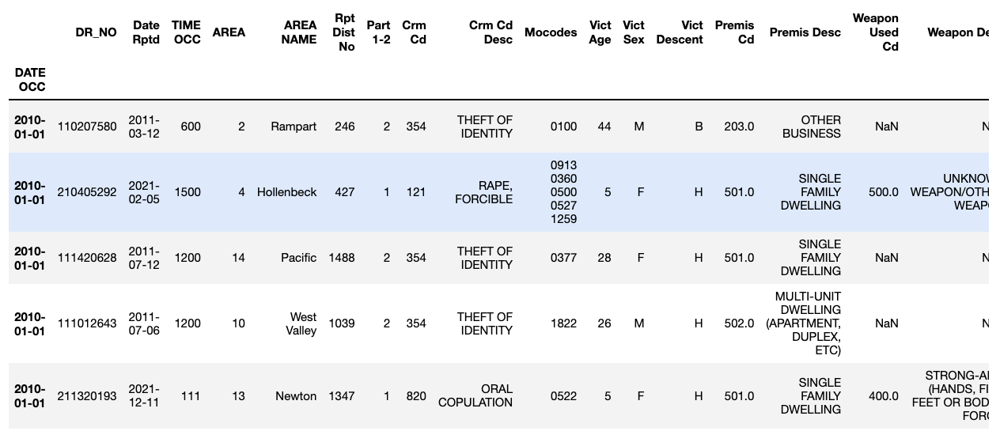 DR_NO Date Rptd TIME OCC AREA AREA NAME Rpt Dist No Part 1-2 Crm Cd Crm Cd Desc Mocodes Vict Age Vict Sex Vict Descent Premis Cd Premis Desc Weapon Used Cd Weapon
DATE OCC
2010-01-01 110207580 2011-03-12 600 2 Rampart 246 2 354 THEFT OF IDENTITY 0100 44 M B 203.0 OTHER BUSINESS NaN
2010-01-01 210405292 2021-02-05 1500 4 Hollenbeck 427 1 121 RAPE, FORCIBLE 0913 0360 0500 0527 1259 5 F H 501.0 SINGLE FAMILY DWELLING 500.0 UNKNOW WEAPON/OTH WEAP
2010-01-01 111420628 2011-07-12 1200 14 Pacific 1488 2 354 THEFT OF IDENTITY 0377 28 F H 501.0 SINGLE FAMILY DWELLING NaN
2010-01-01 111012643 2011-07-06 1200 10 West Valley 1039 2 354 THEFT OF IDENTITY 1822 26 M H 502.0 MULTI-UNIT DWELLING (APARTMENT, DUPLEX, ETC) NaN
2010-01-01 211320193 2021-12-11 111 13 Newton 1347 1 820 ORAL COPULATION 0522 5 F H 501.0 SINGLE FAMILY DWELLING 400.0 STRONG-A (HANDS, FI FEET OR BOD FOR